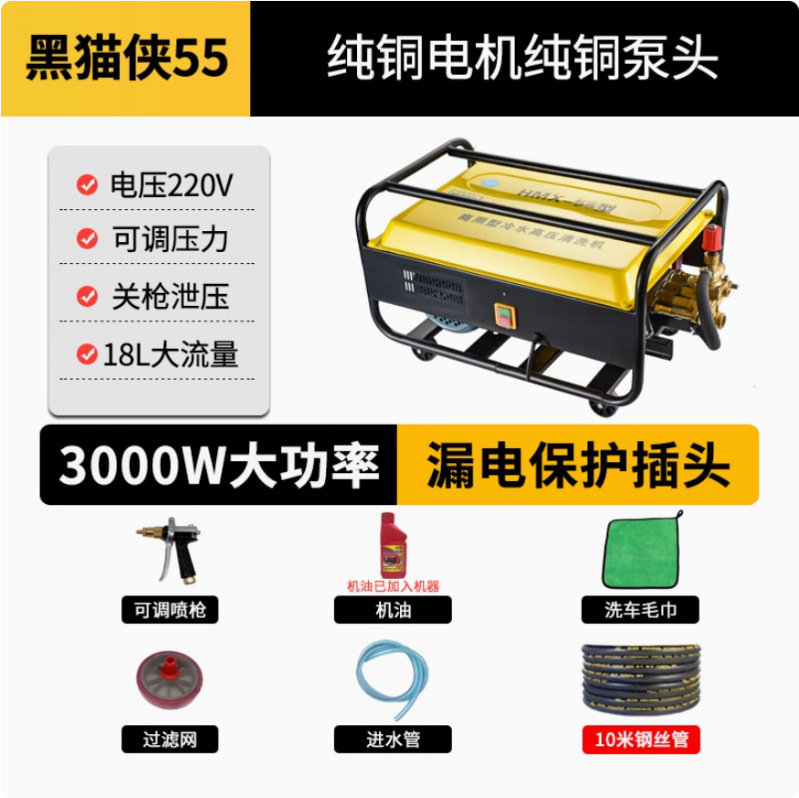 黑猫侠55
纯铜电机纯铜泵头
电压220V
可调压力
关枪泄压
18L大流量
HMX-55型
商用型冷水高压清洗机
3000W大功率
漏电保护插头
机油已加入机器
可调喷枪
机油
洗车毛巾
过滤网
进水管
10米钢丝管